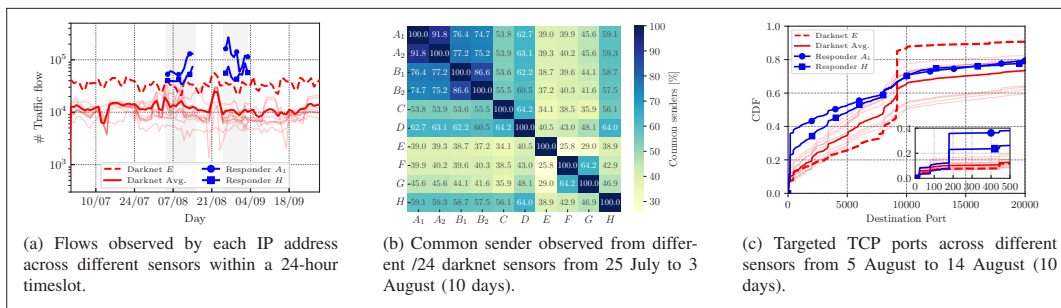 10^5
10^4
10^3
# Traffic flow
Darknet E
Darknet Avg.
Responder A1
Responder H
10/07 24/07 07/08 21/08 04/09 18/09
Day
(a) Flows observed by each IP address
across different sensors within a 24-hour
timeslot.
A1 100.0 91.8 76.4 74.7 53.8 62.7 39.0 39.9 45.6 59.1
A2 91.8 100.0 77.2 75.2 53.9 63.1 39.3 40.2 45.6 59.3
B1 76.4 77.2 100.0 86.6 53.6 62.2 38.7 39.6 44.1 58.7
B2 74.7 75.2 86.6 100.0 55.5 60.5 37.2 40.3 41.6 57.5
C 53.8 53.9 53.6 55.5 100.0 64.2 34.1 38.5 35.9 56.1
D 62.7 63.1 62.2 60.5 64.2 100.0 40.5 43.0 48.1 64.0
E 39.0 39.3 38.7 37.2 34.1 40.5 100.0 25.8 29.0 38.9
F 39.9 40.2 39.6 40.3 38.5 43.0 25.8 100.0 64.2 42.9
G 45.6 45.6 44.1 41.6 35.9 48.1 29.0 64.2 100.0 46.9
H 59.1 59.3 58.7 57.5 56.1 64.0 38.9 42.9 46.9 100.0
A1 A2 B1 B2 C D E F G H
100
90
80
70
60
50
40
30
Common senders [%]
(b) Common sender observed from differ-
ent /24 darknet sensors from 25 July to 3
August (10 days).
1.0
0.8
0.6
0.4
0.2
0.0
CDF
Darknet E
Darknet Avg.
Responder A1
Responder H
0.4
0.2
0.0
0 100 200 300 400 500
0 5000 10000 15000 20000
Destination Port
(c) Targeted TCP ports across different
sensors from 5 August to 14 August (10
days).